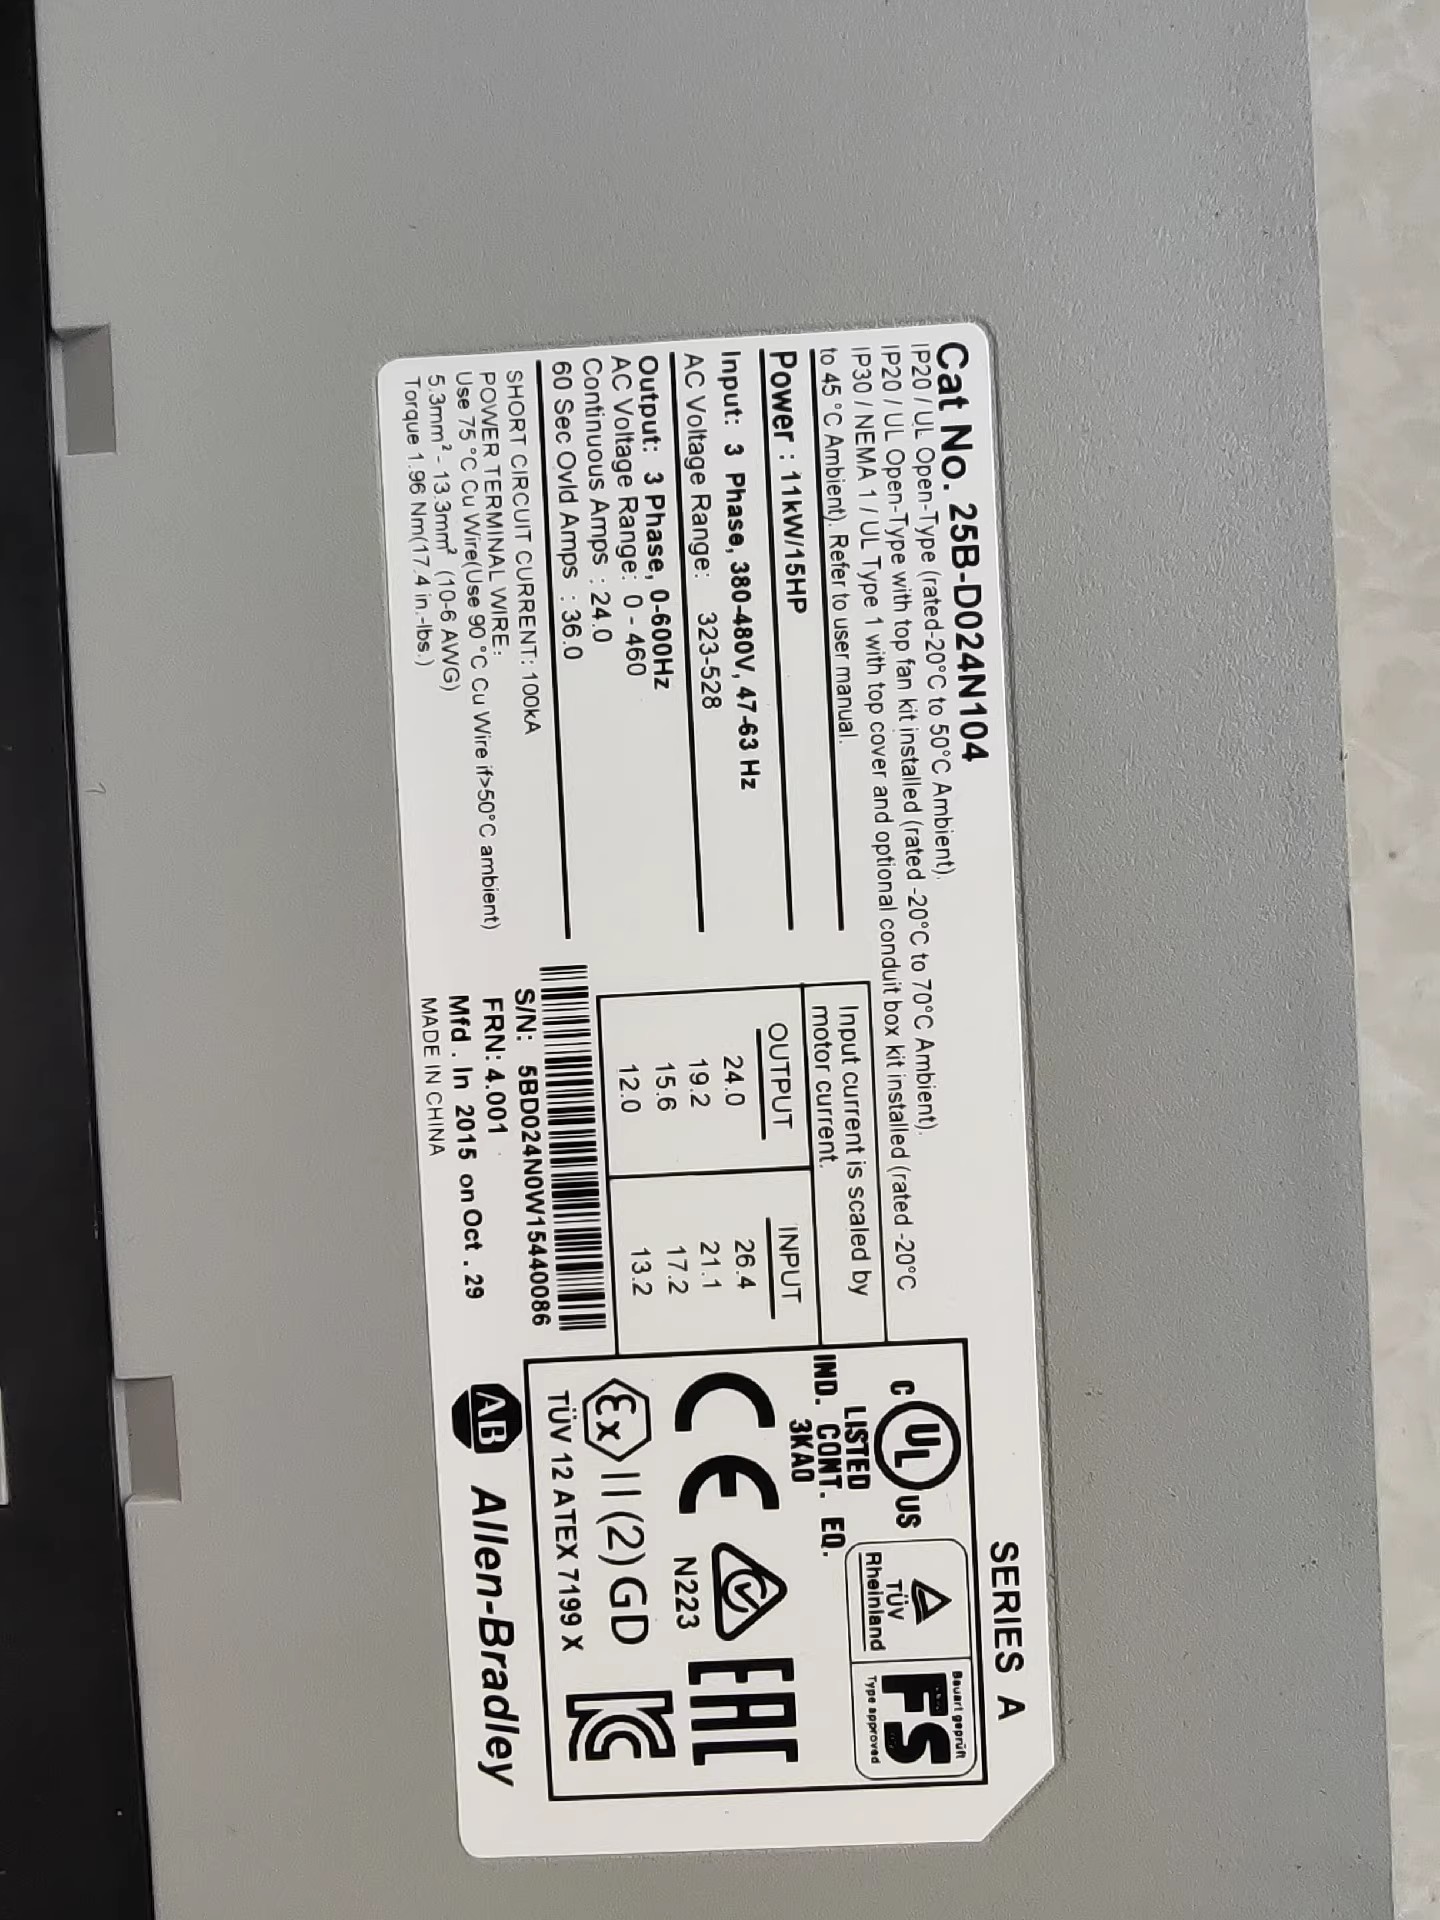 SERIES A
Cat No. 25B-D024N104
IP20 / UL Open-Type (rated-20°C to 50°C Ambient).
IP20 / UL Open-Type with top fan kit installed (rated -20°C to 70°C Ambient).
IP30 / NEMA 1 / UL Type 1 with top cover and optional conduit box kit installed (rated -20°C
to 45 °C Ambient). Refer to user manual.
Power : 11kW/15HP
Input: 3 Phase, 380-480V, 47-63 Hz
AC Voltage Range: 323-528
Output: 3 Phase, 0-600Hz
AC Voltage Range: 0 - 460
Continuous Amps : 24.0
60 Sec Ovld Amps : 36.0
SHORT CIRCUIT CURRENT: 100kA
POWER TERMINAL WIRE:
Use 75 °C Cu Wire(Use 90 °C Cu Wire if>50°C ambient)
5.3mm² - 13.3mm² (10-6 AWG)
Torque 1.96 Nm(17.4 in.-lbs.)
Input current is scaled by
motor current.
OUTPUT INPUT
24.0 26.4
19.2 21.1
15.6 17.2
12.0 13.2
S/N: 5BD024N0W15440086
FRN: 4.001
Mfd . In 2015 on Oct . 29
MADE IN CHINA
C UL US
LISTED
IND. CONT. EQ.
3KA0
TÜV
Rheinland
Bauart geprüft
FS
Type approved
CE
N223
EAC
Ex II (2) GD
TÜV 12 ATEX 7199 X
KC
AB Allen-Bradley